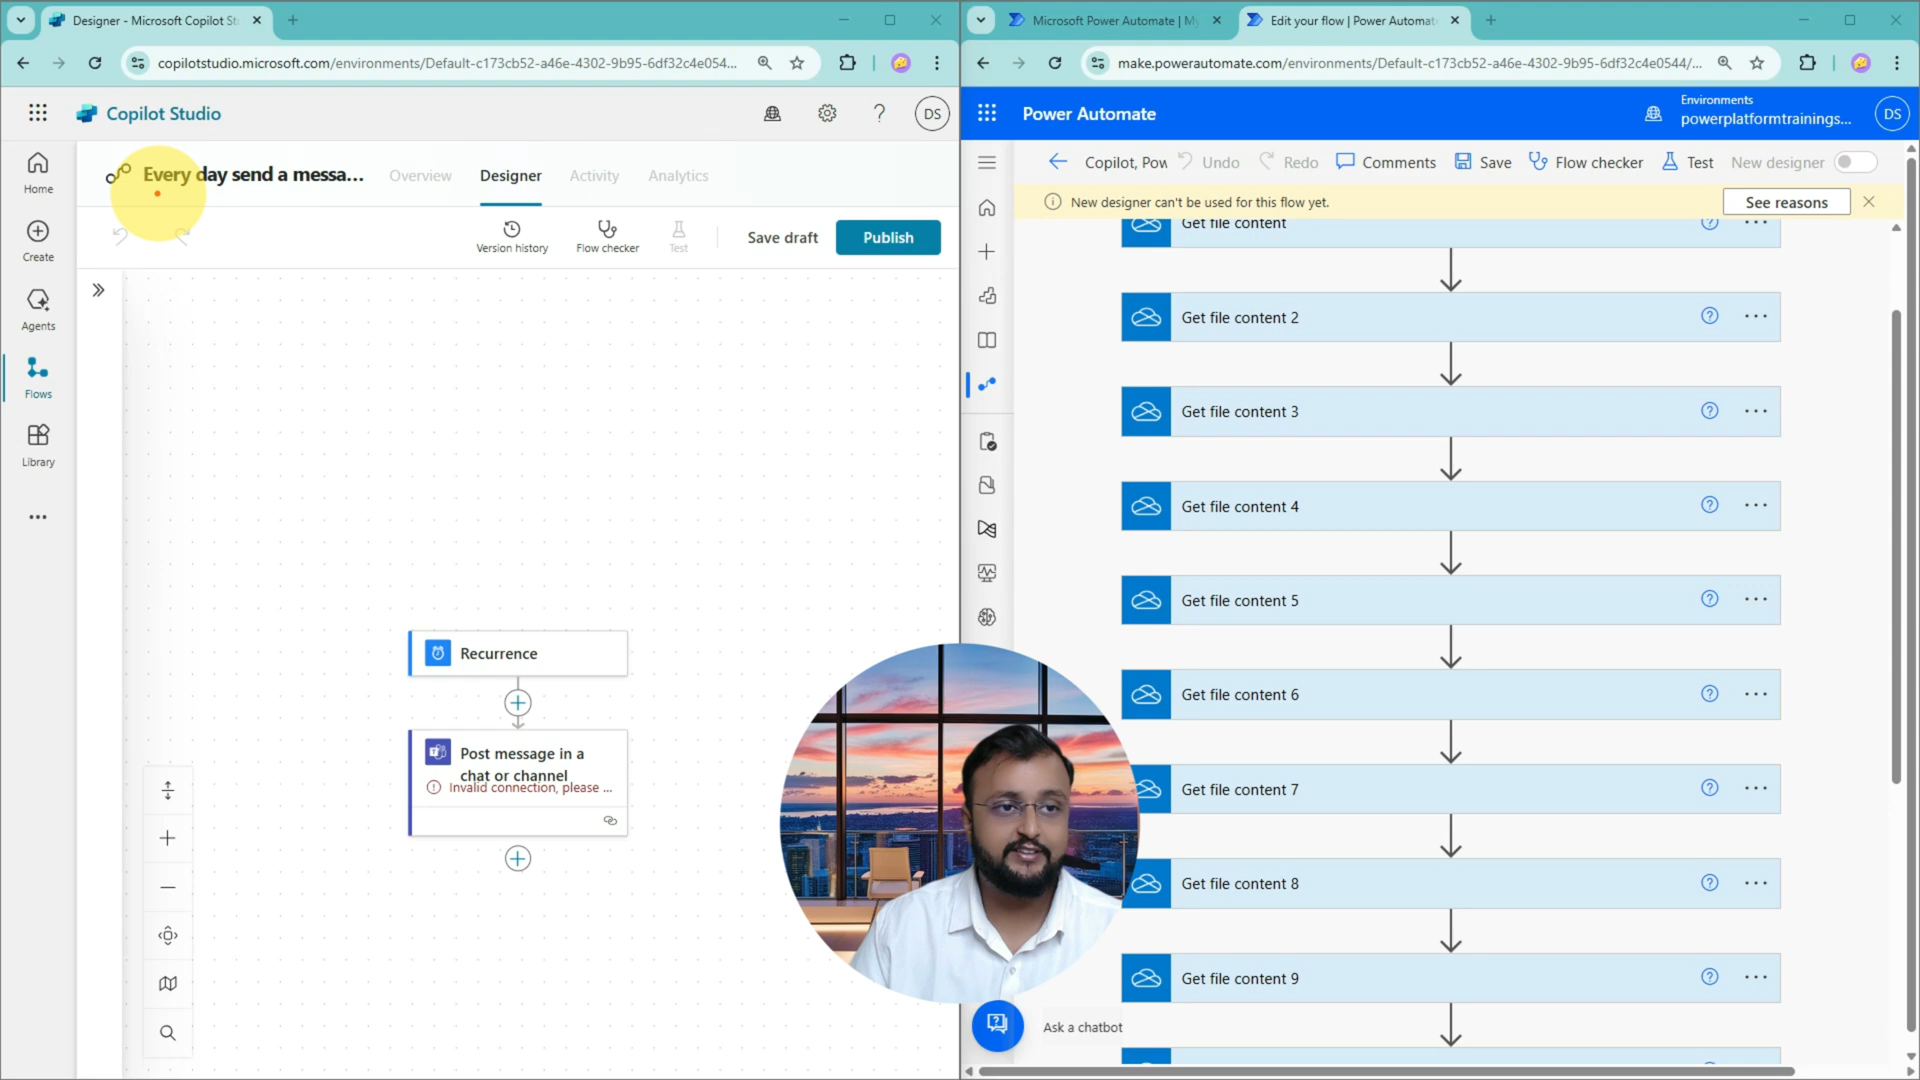 Designer - Microsoft Copilot St
Microsoft Power Automate | My
Edit your flow | Power Automat
copilotstudio.microsoft.com/environments/Default-c173cb52-a46e-4302-9b95-6df32c4e054...
make.powerautomate.com/environments/Default-c173cb52-a46e-4302-9b95-6df32c4e0544/...
Copilot Studio
DS
Power Automate
Environments
powerplatformtrainings...
DS
Home
Create
Agents
Flows
Library
Every day send a messa...
Overview
Designer
Activity
Analytics
Version history
Flow checker
Test
Save draft
Publish
Recurrence
Post message in a
chat or channel
Invalid connection, please ...
Copilot, Pow
Undo
Redo
Comments
Save
Flow checker
Test
New designer
New designer can't be used for this flow yet.
See reasons
Get file content
Get file content 2
Get file content 3
Get file content 4
Get file content 5
Get file content 6
Get file content 7
Get file content 8
Get file content 9
Ask a chatbot